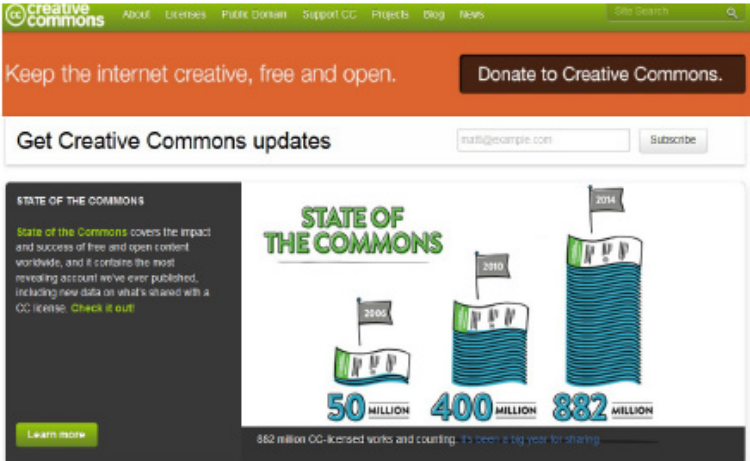 cc creative commons
About Licenses Public Domain Support CC Projects Blog News Site Search
Keep the internet creative, free and open. Donate to Creative Commons.
Get Creative Commons updates matt@example.com Subscribe
STATE OF THE COMMONS
State of the Commons covers the impact
and success of free and open content
worldwide, and it contains the most
revealing account we've ever published,
including new data on what's shared with a
CC license. Check it out!
Learn more
STATE OF
THE COMMONS
2006
2010
2014
50 MILLION 400 MILLION 882 MILLION
882 million CC-licensed works and counting. It's been a big year for sharing